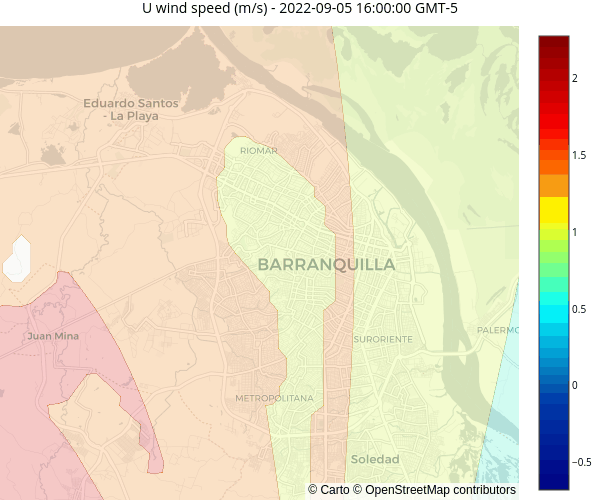 U wind speed (m/s) - 2022-09-05 16:00:00 GMT-5
Eduardo Santos
- La Playa
RIOMAR
BARRANQUILLA
Juan Mina
SURORIENTE
PALERMO
METROPOLITANA
Soledad
© Carto © OpenStreetMap contributors
2
1.5
1
0.5
0
−0.5